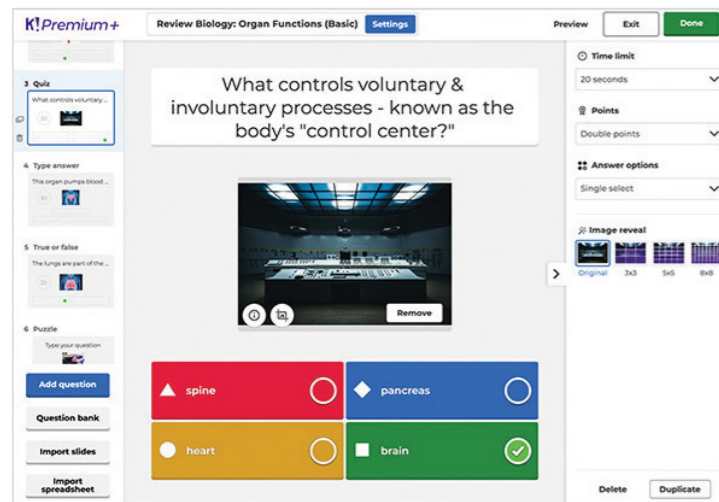 K! Premium+
Review Biology: Organ Functions (Basic)
Settings
Preview
Exit
Done
3 Quiz
What controls voluntary ...
4 Type answer
This organ pumps blood ...
5 True or false
The lungs are part of the ...
6 Puzzle
Type your question
Add question
Question bank
Import slides
Import
spreadsheet
What controls voluntary &
involuntary processes - known as the
body's "control center?"
Remove
spine
pancreas
heart
brain
Time limit
20 seconds
Points
Double points
Answer options
Single select
Image reveal
Original
3x3
5x5
8x8
Delete
Duplicate